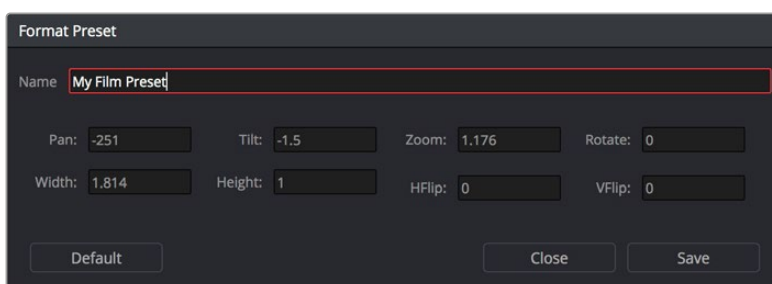 Format Preset
Name My Film Preset
Pan: -251 Tilt: -1.5 Zoom: 1.176 Rotate: 0
Width: 1.814 Height: 1 HFlip: 0 VFlip: 0
Default Close Save